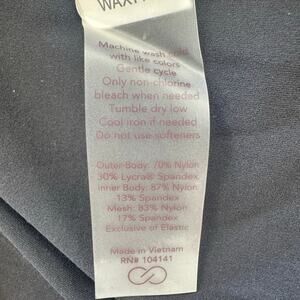 Machine wash cold
with like colors
Gentle cycle
Only non-chlorine
bleach when needed
Tumble dry low
Cool iron if needed
Do not use softeners
Outer Body: 70% Nylon
30% Lycra® Spandex
Inner Body: 87% Nylon
13% Spandex
Mesh: 83% Nylon
17% Spandex
Exclusive of Elastic
Made in Vietnam
RN# 104141